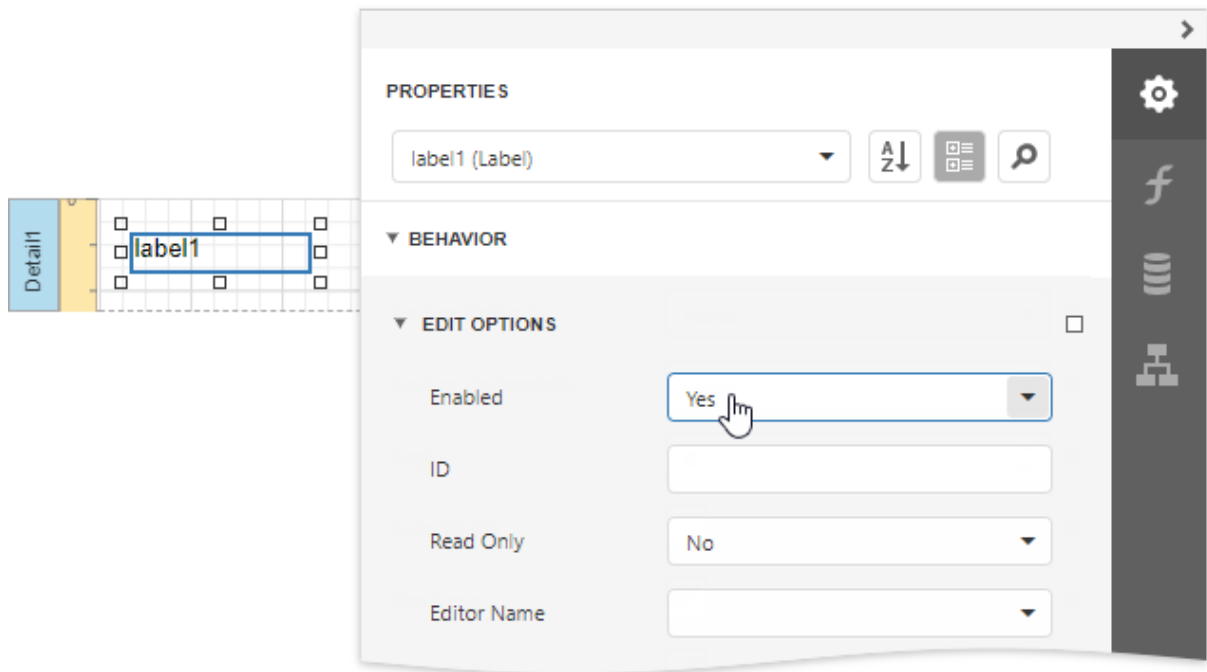 PROPERTIES
label1 (Label)
A
Z
Detail1
label1
BEHAVIOR
EDIT OPTIONS
Enabled
Yes
ID
Read Only
No
Editor Name